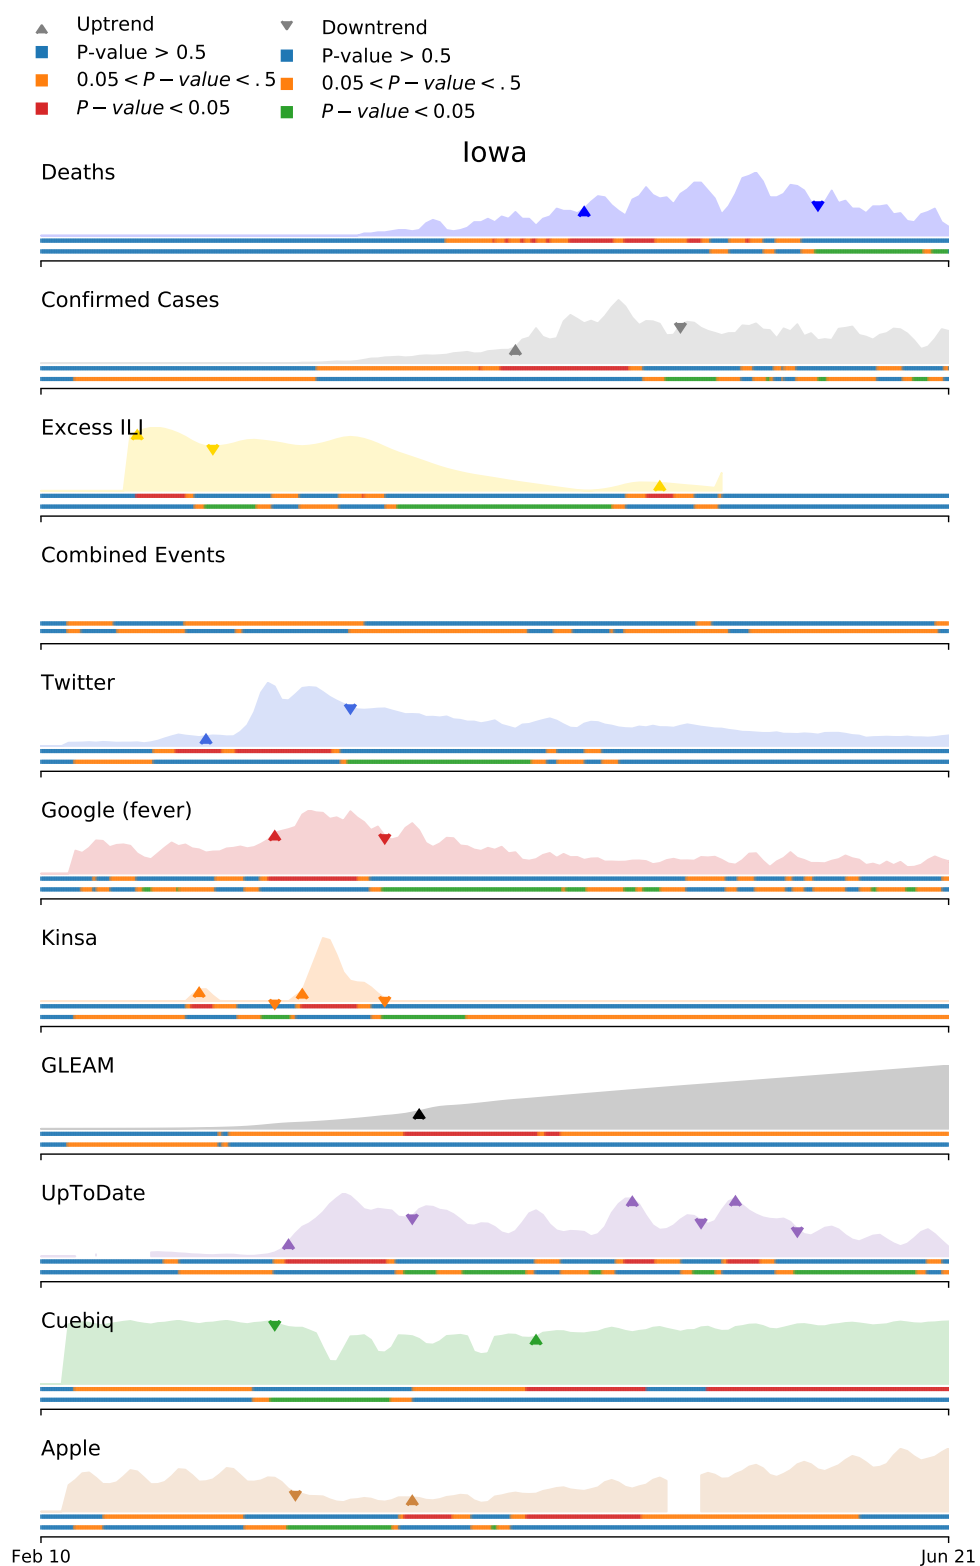 Uptrend
P-value > 0.5
0.05 < P − value < .5
P − value < 0.05
Downtrend
P-value > 0.5
0.05 < P − value < .5
P − value < 0.05
Iowa
Deaths
Confirmed Cases
Excess ILI
Combined Events
Twitter
Google (fever)
Kinsa
GLEAM
UpToDate
Cuebiq
Apple
Feb 10
Jun 21